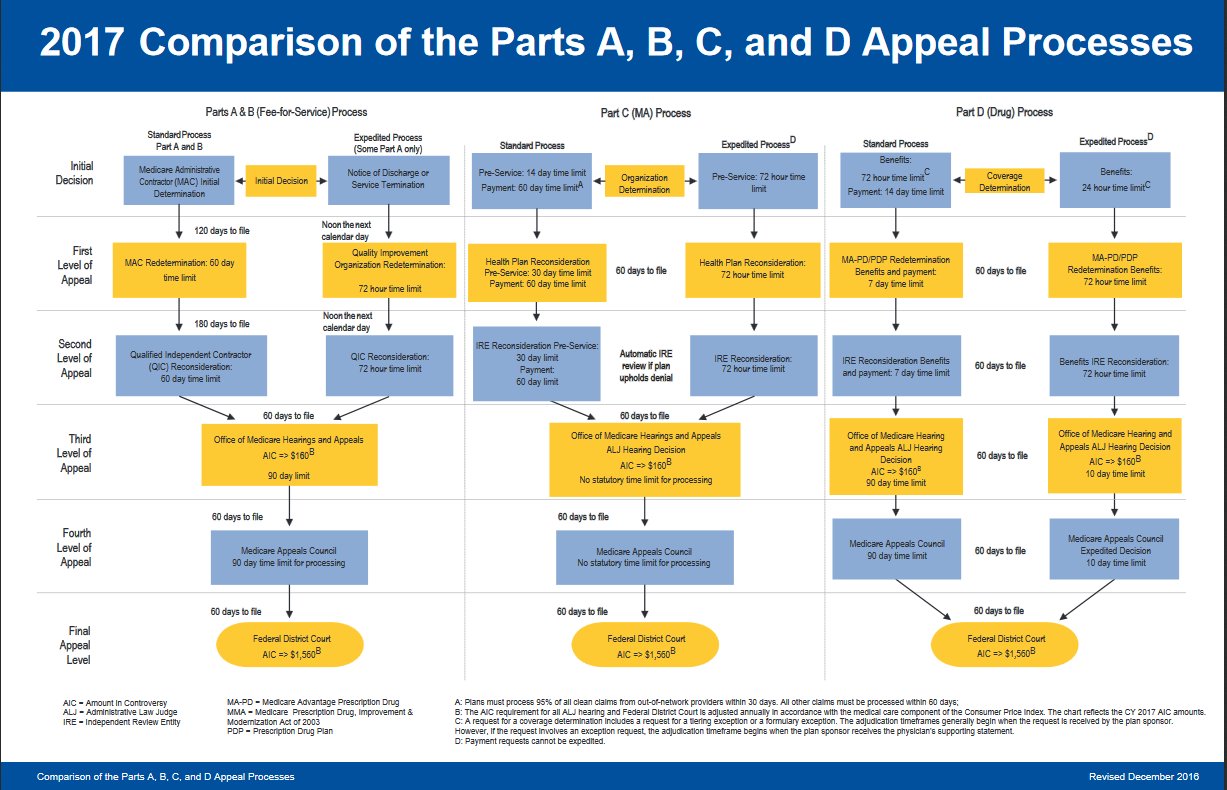 2017 Comparison of the Parts A, B, C, and D Appeal Processes
Parts A & B (Fee-for-Service) Process
Part C (MA) Process
Part D (Drug) Process
Standard Process
Part A and B
Expedited Process
(Some Part A only)
Standard Process
Expedited ProcessD
Standard Process
Expedited ProcessD
Initial
Decision
Medicare Administrative
Contractor (MAC) Initial
Determination
Initial Decision
Notice of Discharge or
Service Termination
Pre-Service: 14 day time limit
Payment: 60 day time limitA
Organization
Determination
Pre-Service: 72 hour time
limit
Benefits:
72 hour time limitC
Payment: 14 day time limit
Coverage
Determination
Benefits:
24 hour time limitC
120 days to file
Noon the next
calendar day
First
Level of
Appeal
MAC Redetermination: 60 day
time limit
Quality Improvement
Organization Redetermination:
72 hour time limit
Health Plan Reconsideration
Pre-Service: 30 day time limit
Payment: 60 day time limit
60 days to file
Health Plan Reconsideration:
72 hour time limit
MA-PD/PDP Redetermination
Benefits and payment:
7 day time limit
60 days to file
MA-PD/PDP
Redetermination Benefits:
72 hour time limit
180 days to file
Noon the next
calendar day
Second
Level of
Appeal
Qualified Independent Contractor
(QIC) Reconsideration:
60 day time limit
QIC Reconsideration:
72 hour time limit
IRE Reconsideration Pre-Service:
30 day limit
Payment:
60 day limit
Automatic IRE
review if plan
upholds denial
IRE Reconsideration:
72 hour time limit
IRE Reconsideration Benefits
and payment: 7 day time limit
60 days to file
Benefits IRE Reconsideration:
72 hour time limit
60 days to file
60 days to file
Third
Level of
Appeal
Office of Medicare Hearings and Appeals
AIC => $160B
90 day limit
Office of Medicare Hearings and Appeals
ALJ Hearing Decision
AIC => $160B
No statutory time limit for processing
Office of Medicare Hearing
and Appeals ALJ Hearing
Decision
AIC => $160B
90 day time limit
60 days to file
Office of Medicare Hearing and
Appeals ALJ Hearing Decision
AIC => $160B
10 day time limit
60 days to file
60 days to file
Fourth
Level of
Appeal
Medicare Appeals Council
90 day time limit for processing
Medicare Appeals Council
No statutory time limit for processing
Medicare Appeals Council
90 day time limit
60 days to file
Medicare Appeals Council
Expedited Decision
10 day time limit
60 days to file
60 days to file
60 days to file
Final
Appeal
Level
Federal District Court
AIC => $1,560B
Federal District Court
AIC => $1,560B
Federal District Court
AIC => $1,560B
AIC = Amount in Controversy
ALJ = Administrative Law Judge
IRE = Independent Review Entity
MA-PD = Medicare Advantage Prescription Drug
MMA = Medicare Prescription Drug, Improvement &
Modernization Act of 2003
PDP = Prescription Drug Plan
A: Plans must process 95% of all clean claims from out-of-network providers within 30 days. All other claims must be processed within 60 days;
B: The AIC requirement for all ALJ hearing and Federal District Court is adjusted annually in accordance with the medical care component of the Consumer Price Index. The chart reflects the CY 2017 AIC amounts.
C: A request for a coverage determination includes a request for a tiering exception or a formulary exception. The adjudication timeframes generally begin when the request is received by the plan sponsor.
However, if the request involves an exception request, the adjudication timeframe begins when the plan sponsor receives the physician's supporting statement.
D: Payment requests cannot be expedited.
Comparison of the Parts A, B, C, and D Appeal Processes
Revised December 2016